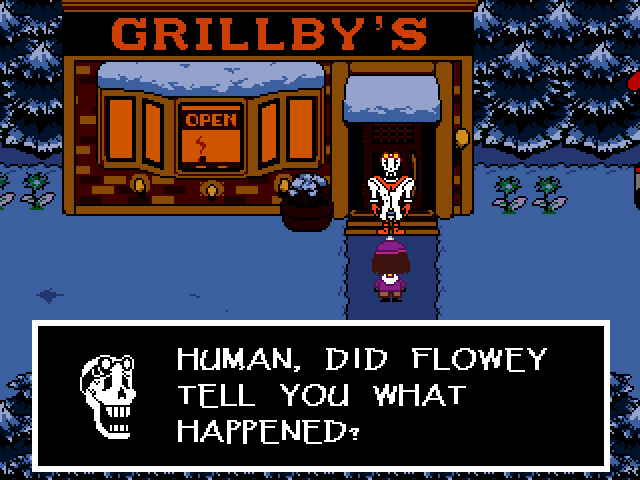 GRILLBY'S
OPEN
HUMAN, DID FLOWEY
TELL YOU WHAT
HAPPENED?